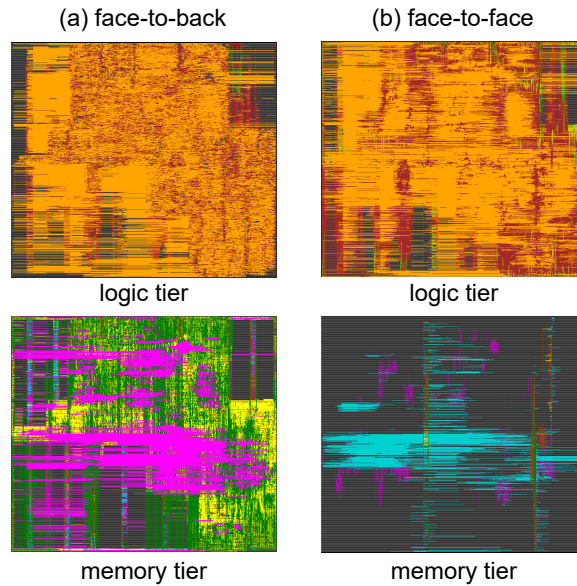 (a) face-to-back
(b) face-to-face
logic tier
logic tier
memory tier
memory tier